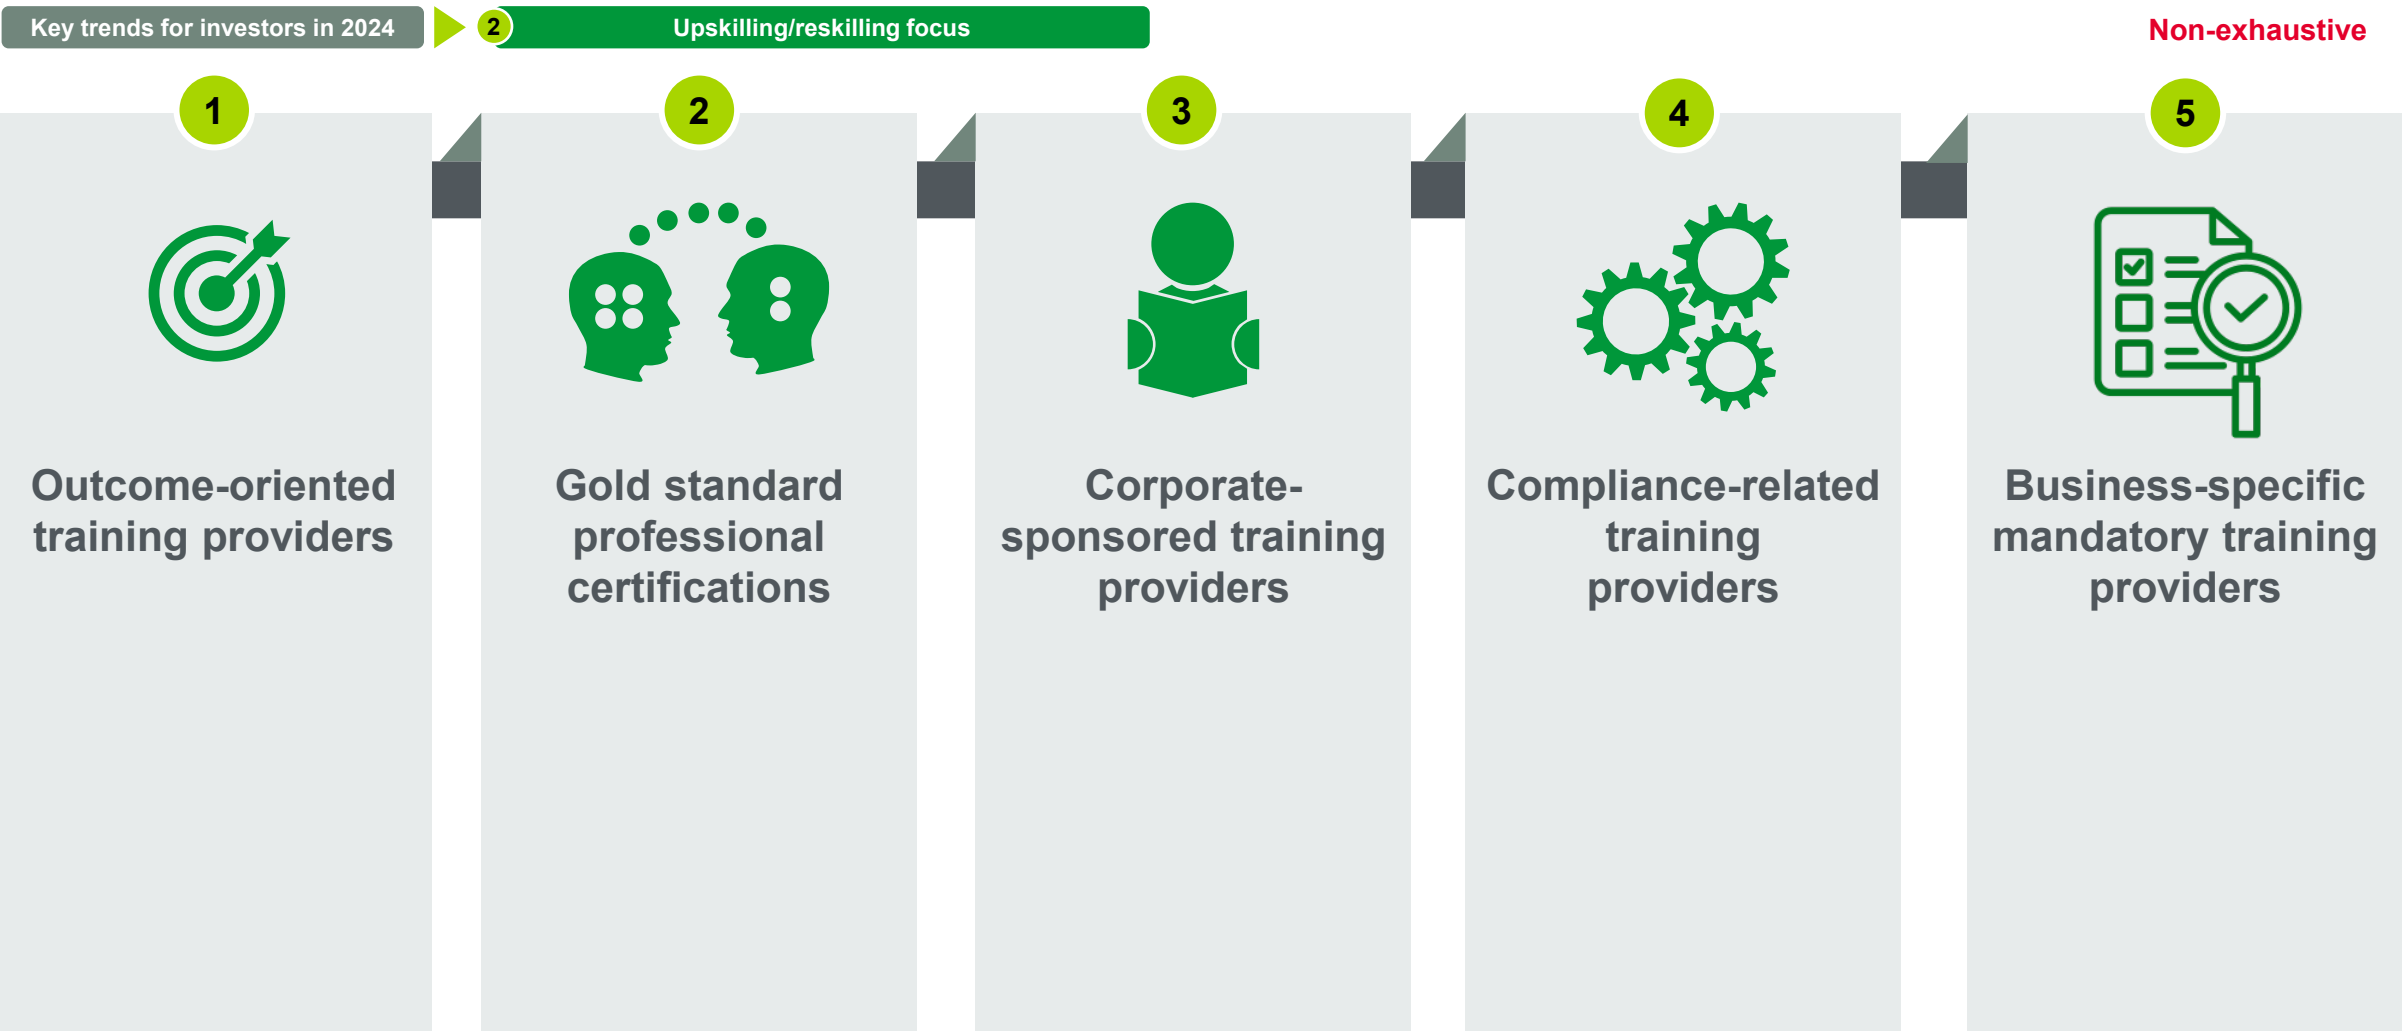 Key trends for investors in 2024
2
Upskilling/reskilling focus
Non-exhaustive
1
Outcome-oriented
training providers
2
Gold standard
professional
certifications
3
Corporate-
sponsored training
providers
4
Compliance-related
training
providers
5
Business-specific
mandatory training
providers